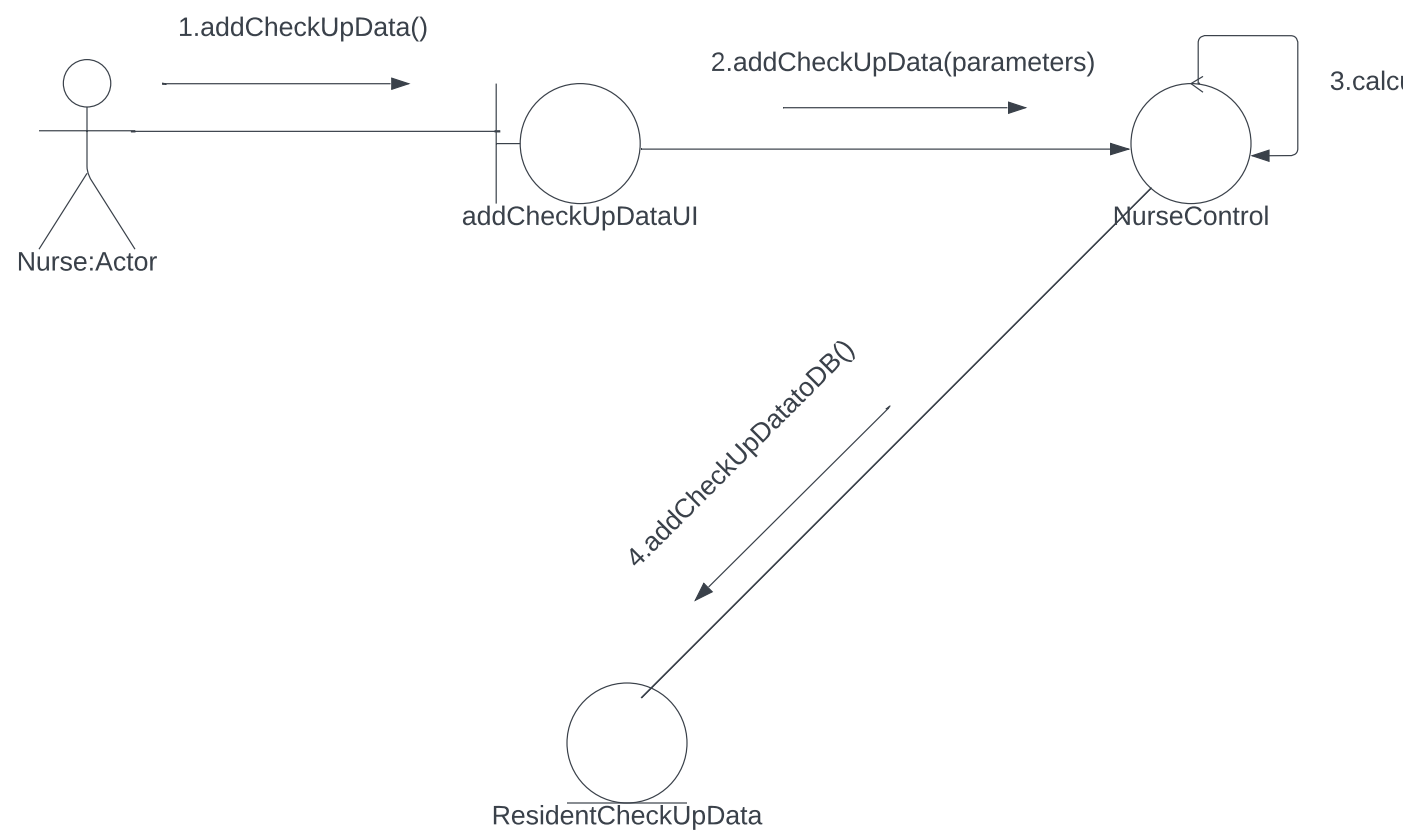 1.addCheckUpData()
2.addCheckUpData(parameters)
Nurse:Actor
addCheckUpDataUI
NurseControl
4.addCheckUpDatatoDB()
ResidentCheckUpData